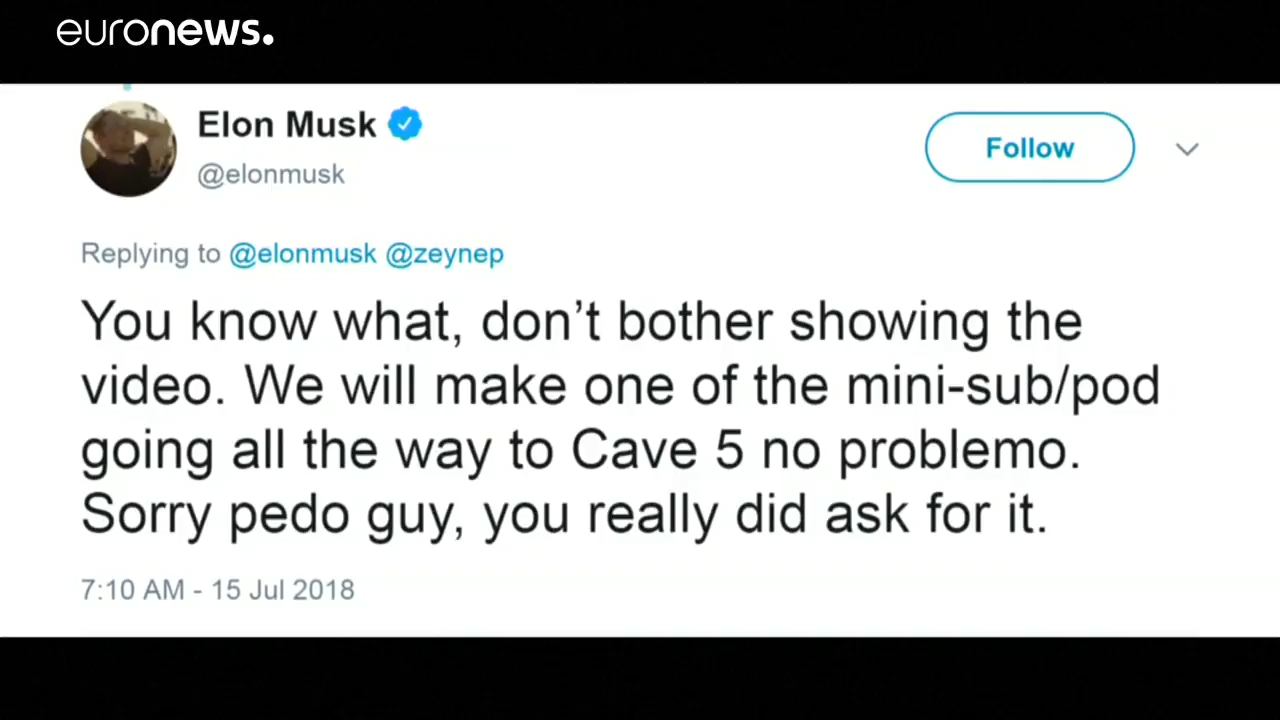 euronews.
Elon Musk
@elonmusk
Follow
Replying to @elonmusk @zeynep
You know what, don’t bother showing the
video. We will make one of the mini-sub/pod
going all the way to Cave 5 no problemo.
Sorry pedo guy, you really did ask for it.
7:10 AM - 15 Jul 2018